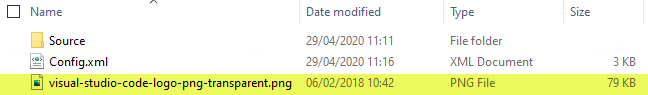 Name Date modified Type Size
Source 29/04/2020 11:11 File folder
Config.xml 29/04/2020 11:16 XML Document 3 KB
visual-studio-code-logo-png-transparent.png 06/02/2018 10:42 PNG File 79 KB